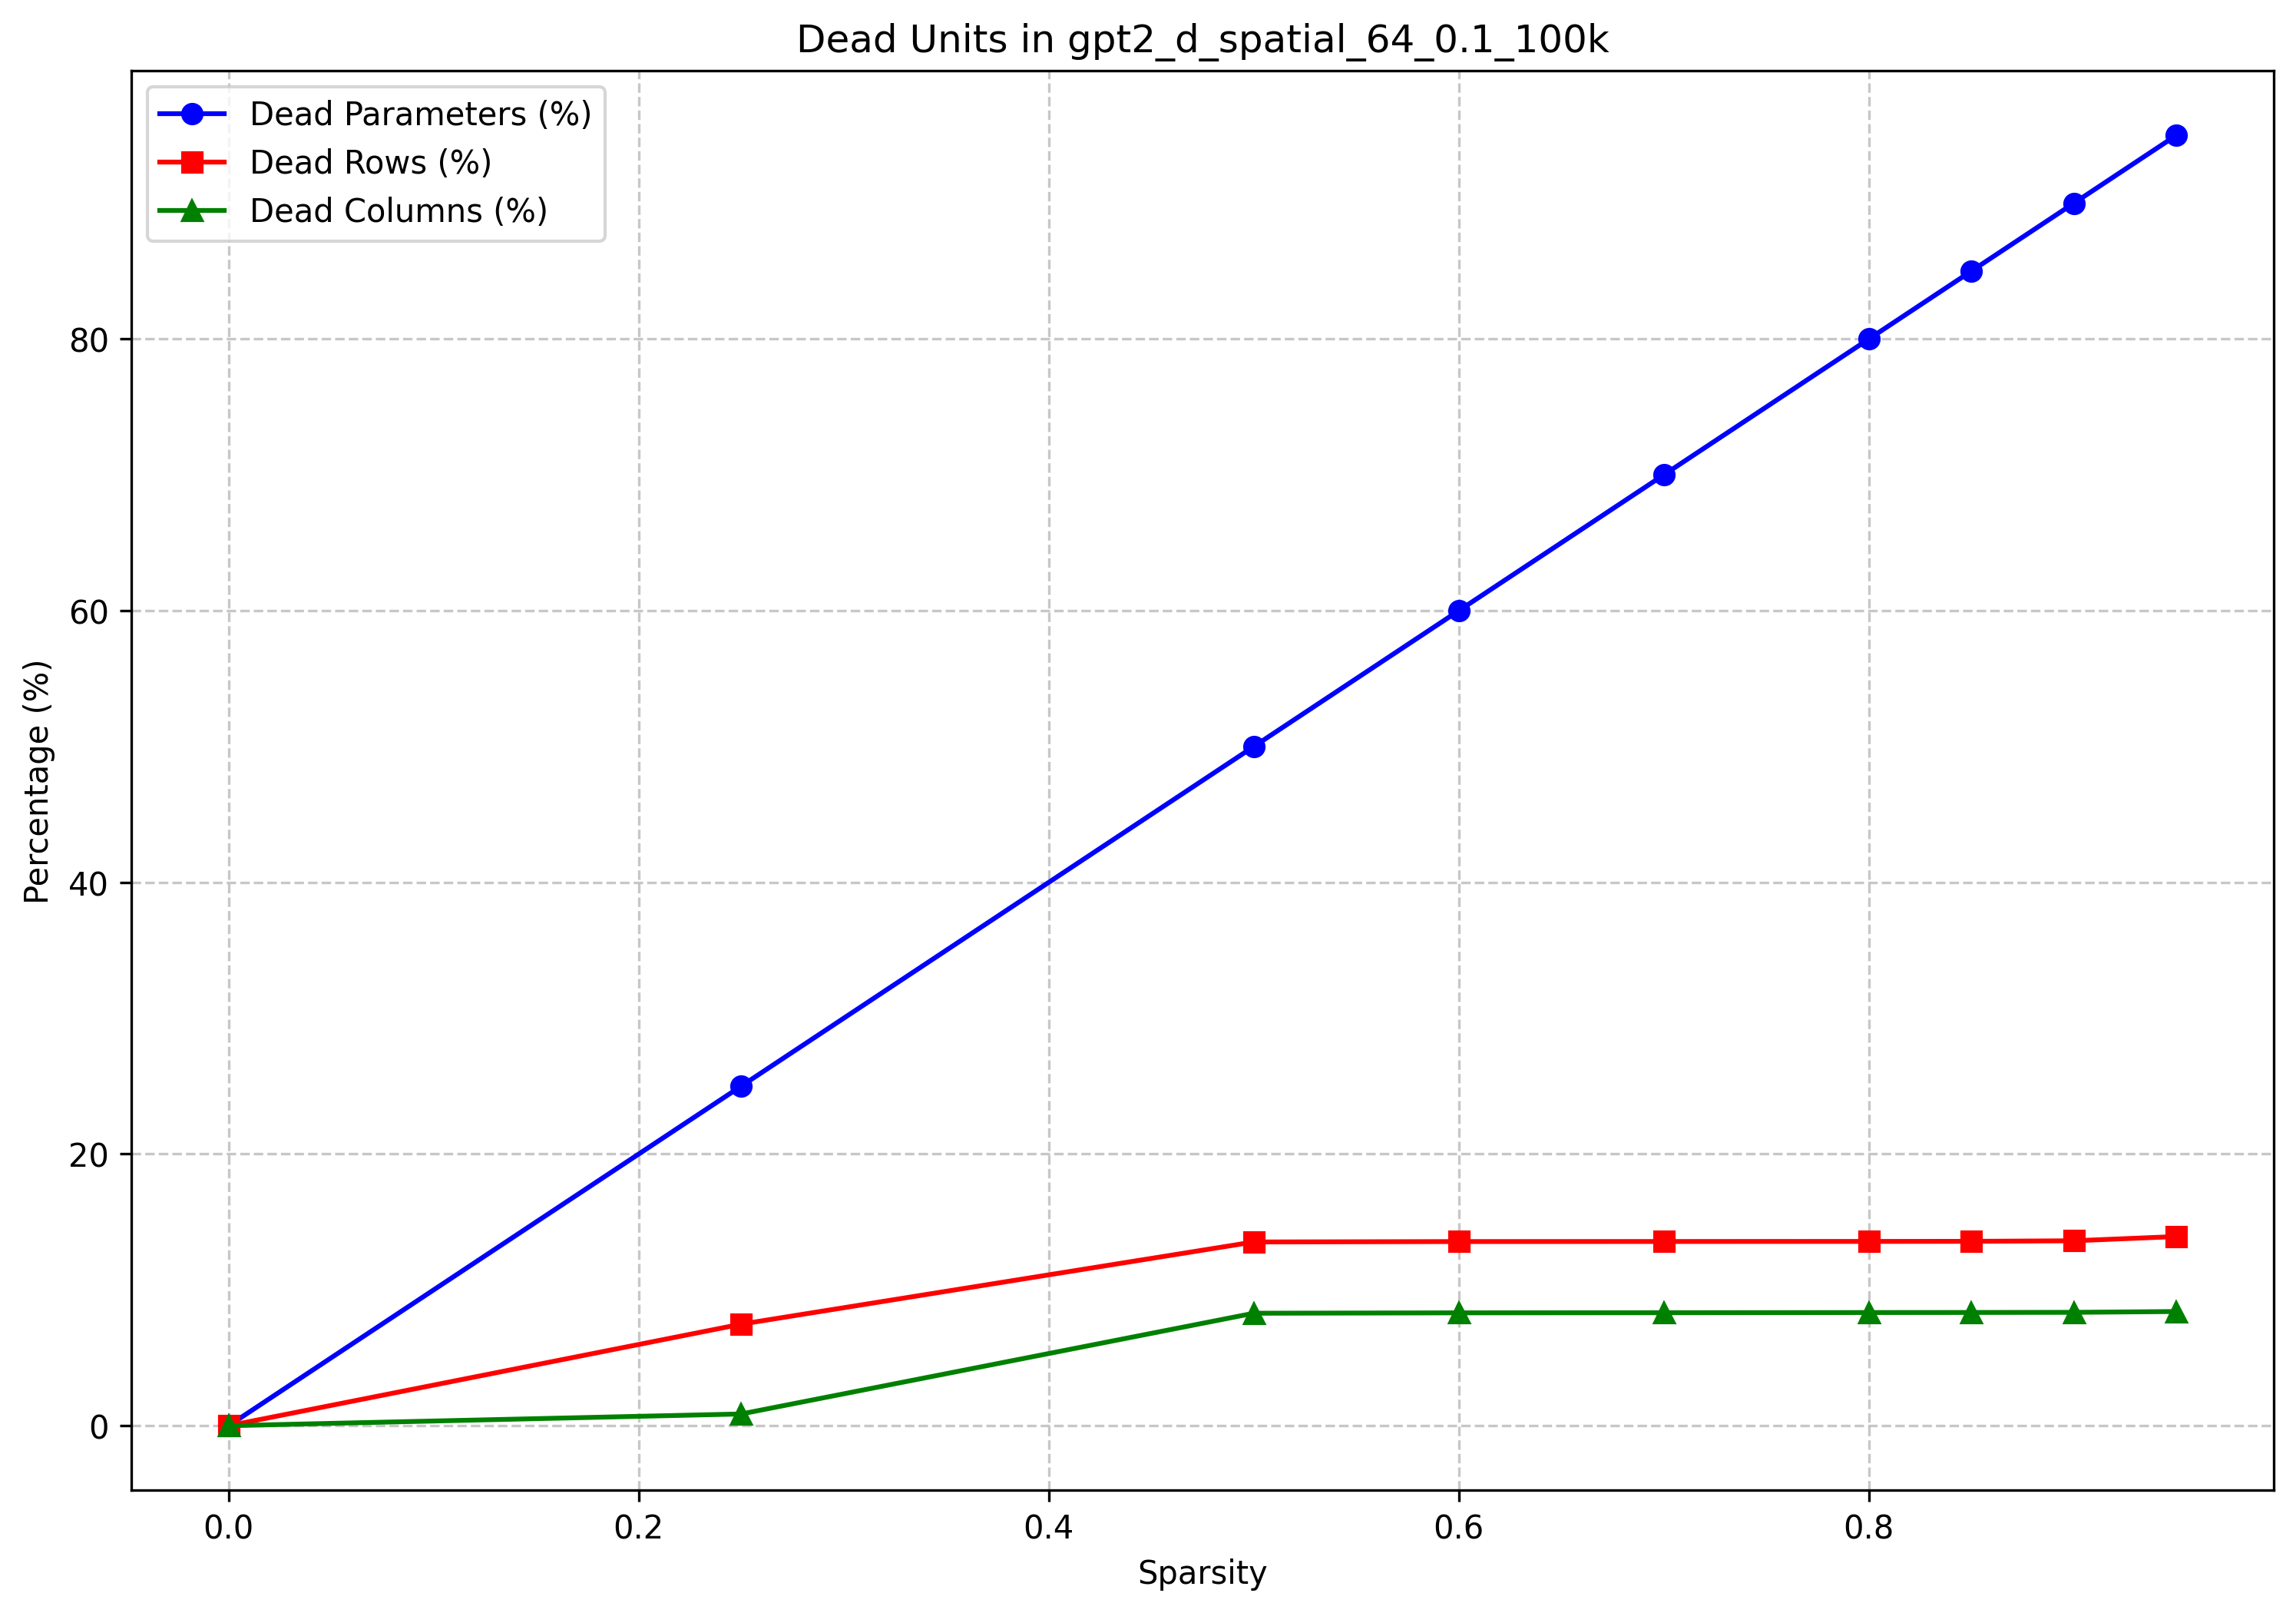 Dead Units in gpt2_d_spatial_64_0.1_100k
Dead Parameters (%)
Dead Rows (%)
Dead Columns (%)
80
60
40
20
0
Percentage (%)
0.0 0.2 0.4 0.6 0.8
Sparsity